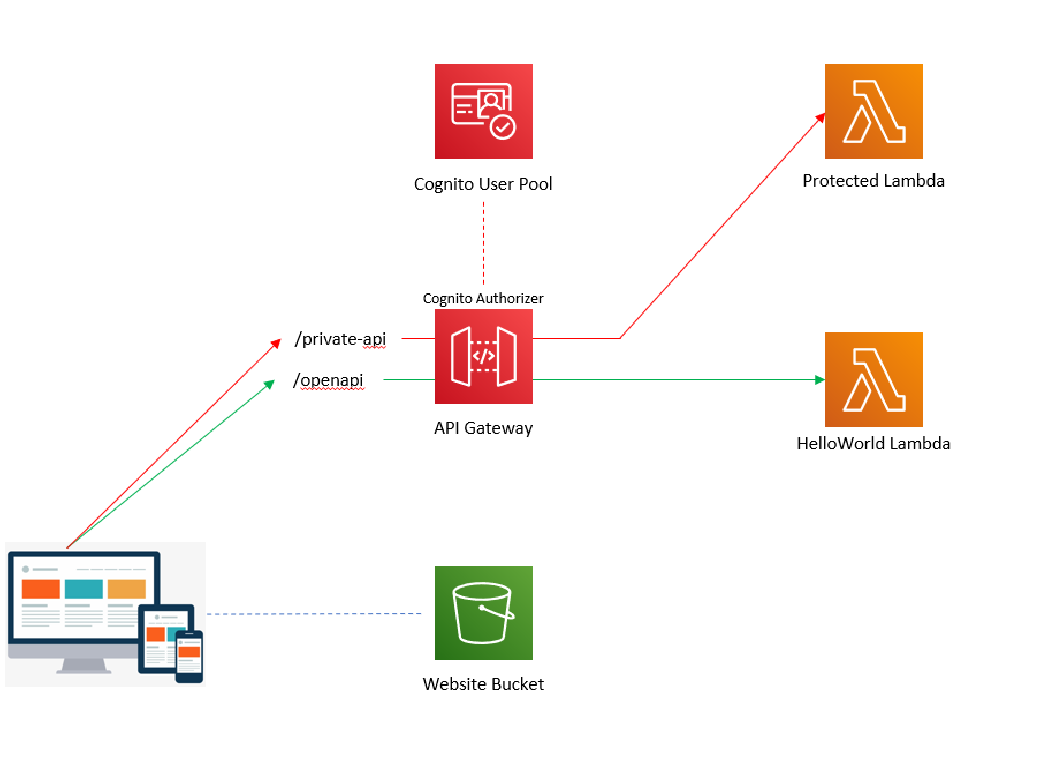 Cognito User Pool
Protected Lambda
Cognito Authorizer
/private-api
/openapi
API Gateway
HelloWorld Lambda
Website Bucket